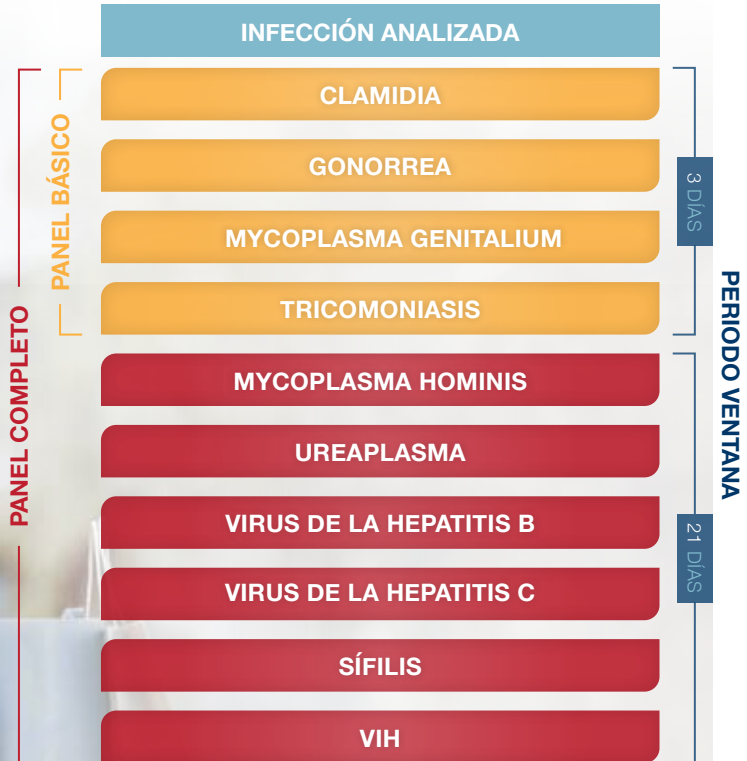 INFECCIÓN ANALIZADA
PANEL COMPLETO
PANEL BÁSICO
CLAMIDIA
GONORREA
MYCOPLASMA GENITALIUM
TRICOMONIASIS
3 DÍAS
MYCOPLASMA HOMINIS
UREAPLASMA
VIRUS DE LA HEPATITIS B
VIRUS DE LA HEPATITIS C
SÍFILIS
VIH
21 DÍAS
PERIODO VENTANA